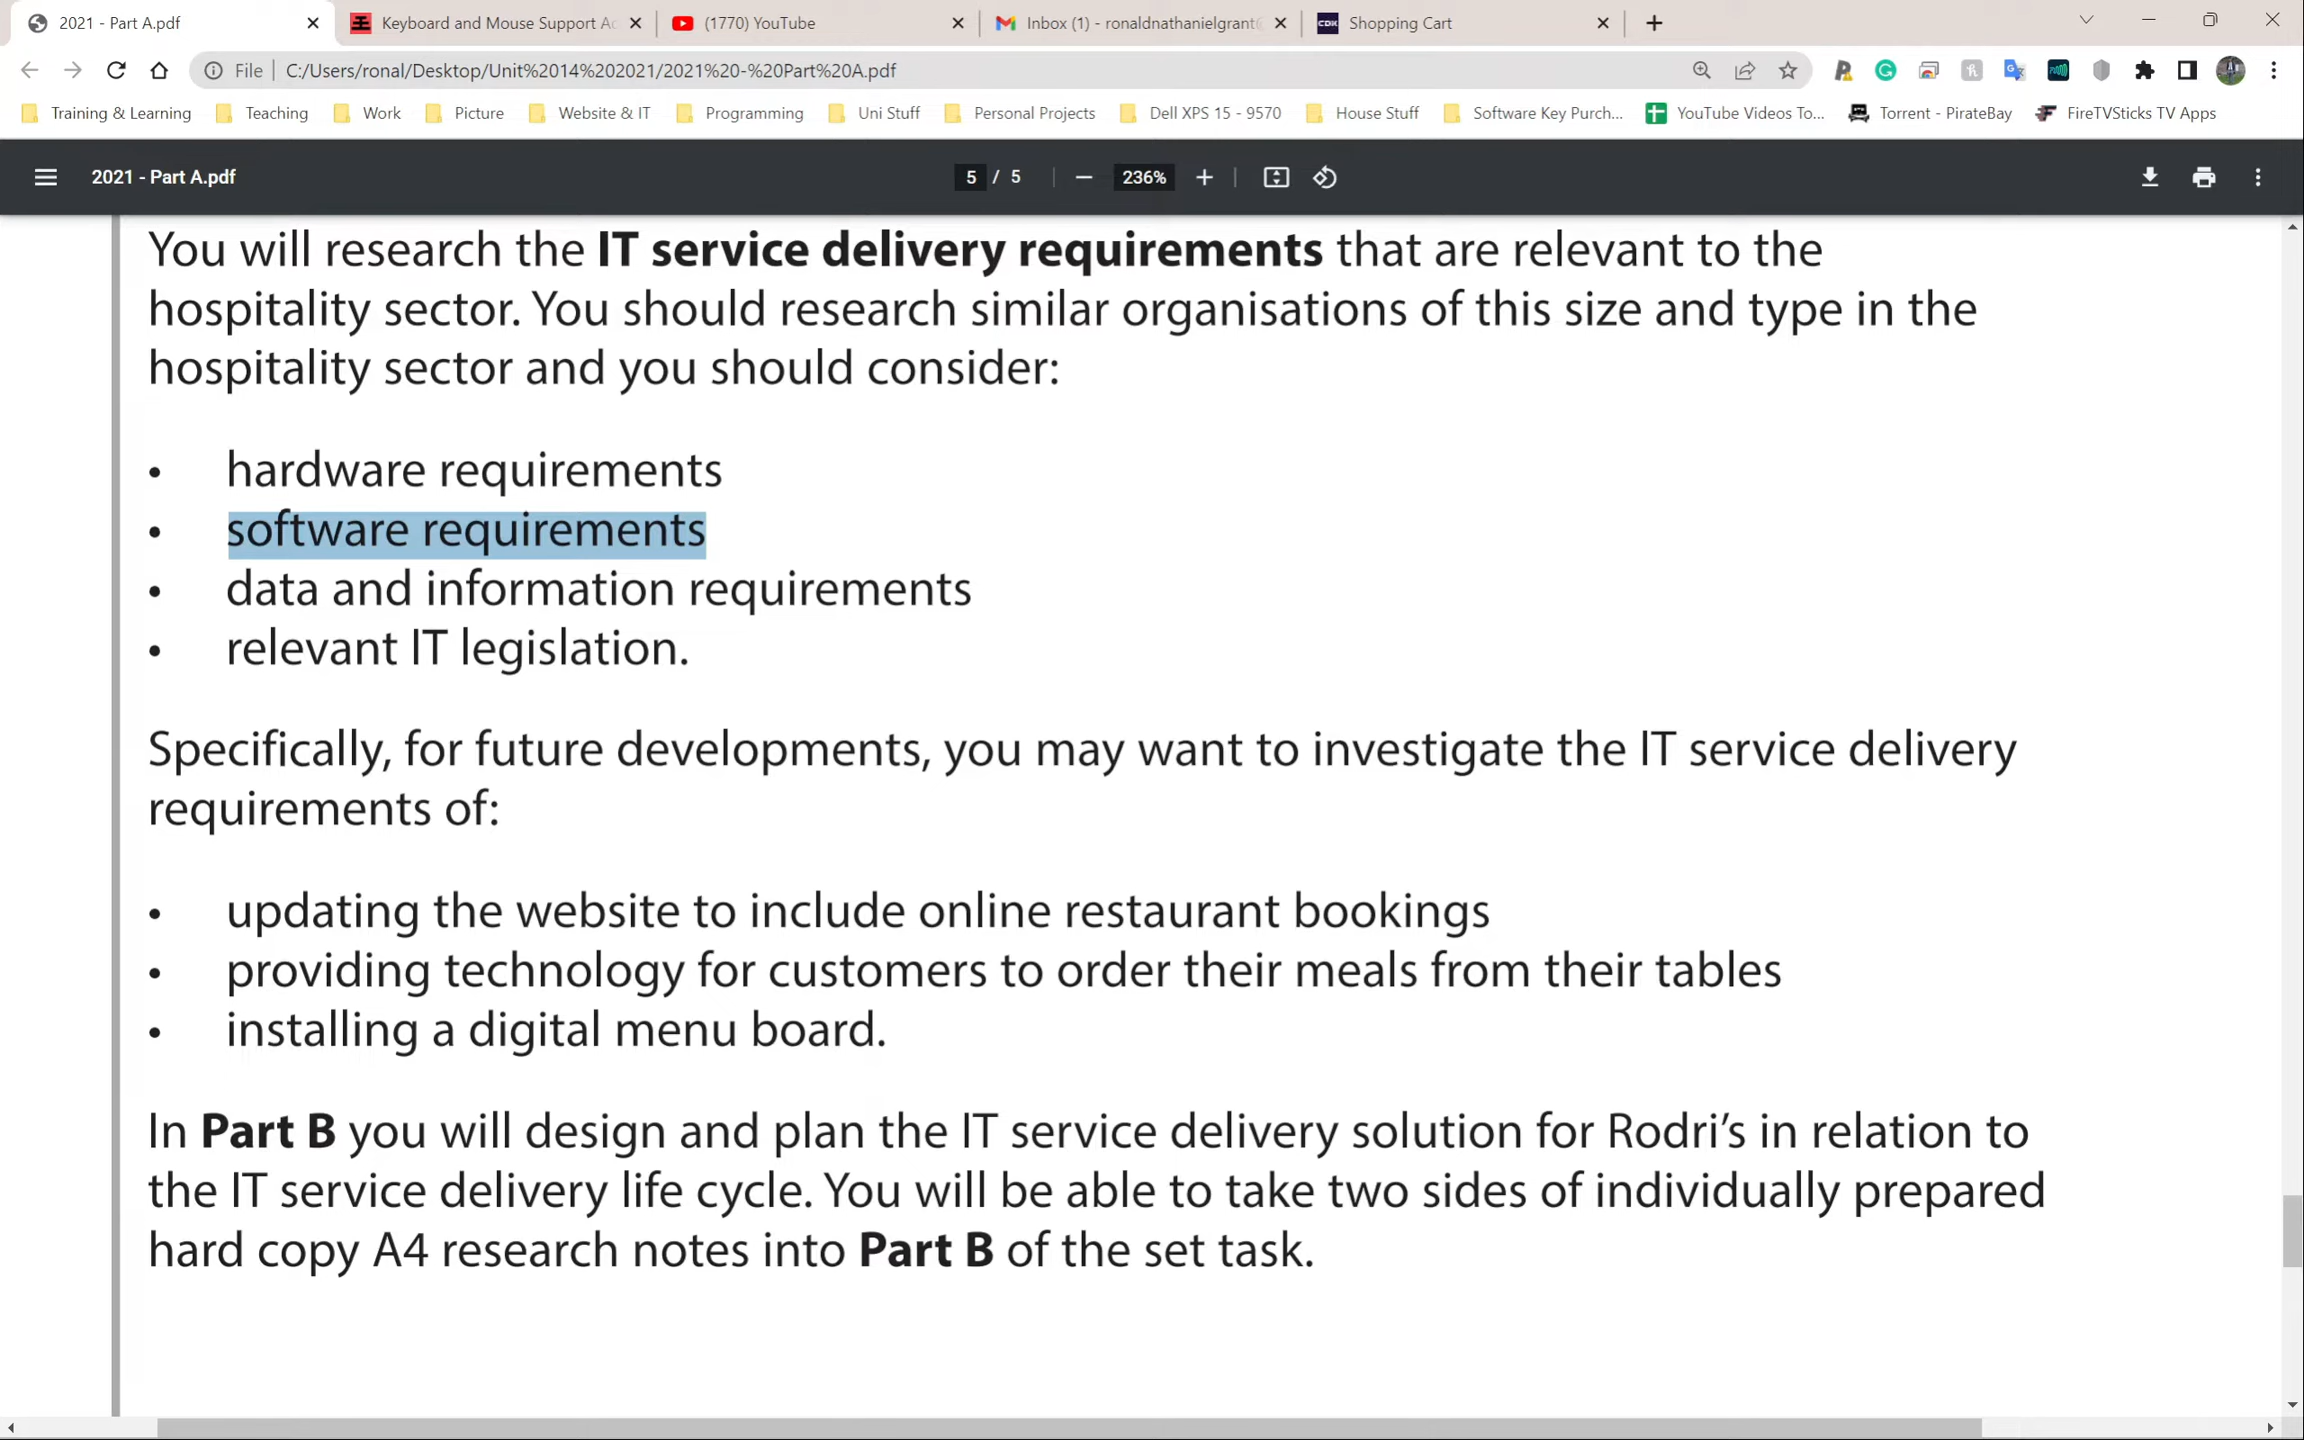 2021 - Part A.pdf
Keyboard and Mouse Support Ac
(1770) YouTube
Inbox (1) - ronaldnathanielgrant@
CDK
Shopping Cart
File
C:/Users/ronal/Desktop/Unit%2014%202021/2021%20-%20Part%20A.pdf
Training & Learning
Teaching
Work
Picture
Website & IT
Programming
Uni Stuff
Personal Projects
Dell XPS 15 - 9570
House Stuff
Software Key Purch...
YouTube Videos To...
Torrent - PirateBay
FireTVSticks TV Apps
2021 - Part A.pdf
5 / 5
236%
You will research the IT service delivery requirements that are relevant to the
hospitality sector. You should research similar organisations of this size and type in the
hospitality sector and you should consider:
• hardware requirements
• software requirements
• data and information requirements
• relevant IT legislation.
Specifically, for future developments, you may want to investigate the IT service delivery
requirements of:
• updating the website to include online restaurant bookings
• providing technology for customers to order their meals from their tables
• installing a digital menu board.
In Part B you will design and plan the IT service delivery solution for Rodri’s in relation to
the IT service delivery life cycle. You will be able to take two sides of individually prepared
hard copy A4 research notes into Part B of the set task.